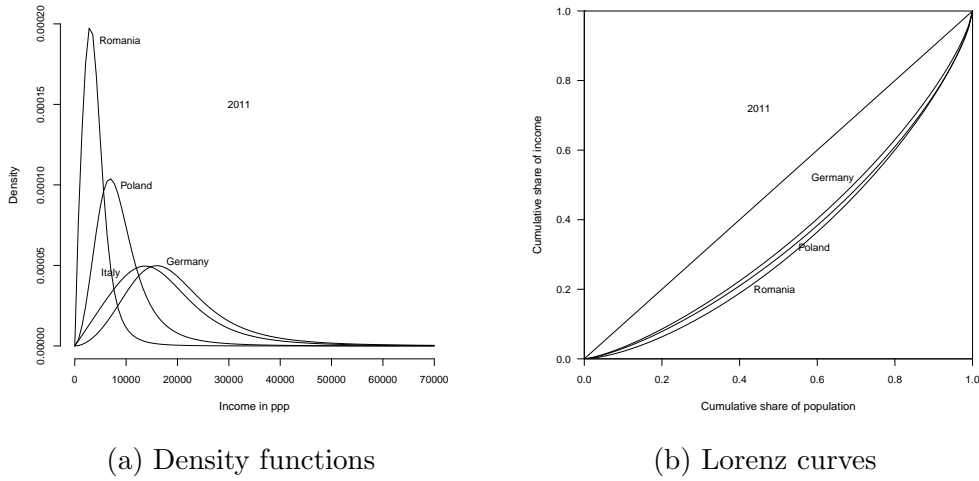 0.00020
0.00015
0.00010
0.00005
0.00000
Density
Romania
2011
Poland
Italy
Germany
0 10000 20000 30000 40000 50000 60000 70000
Income in ppp
(a) Density functions
1.0
0.8
0.6
0.4
0.2
0.0
Cumulative share of income
2011
Germany
Poland
Romania
0.0 0.2 0.4 0.6 0.8 1.0
Cumulative share of population
(b) Lorenz curves